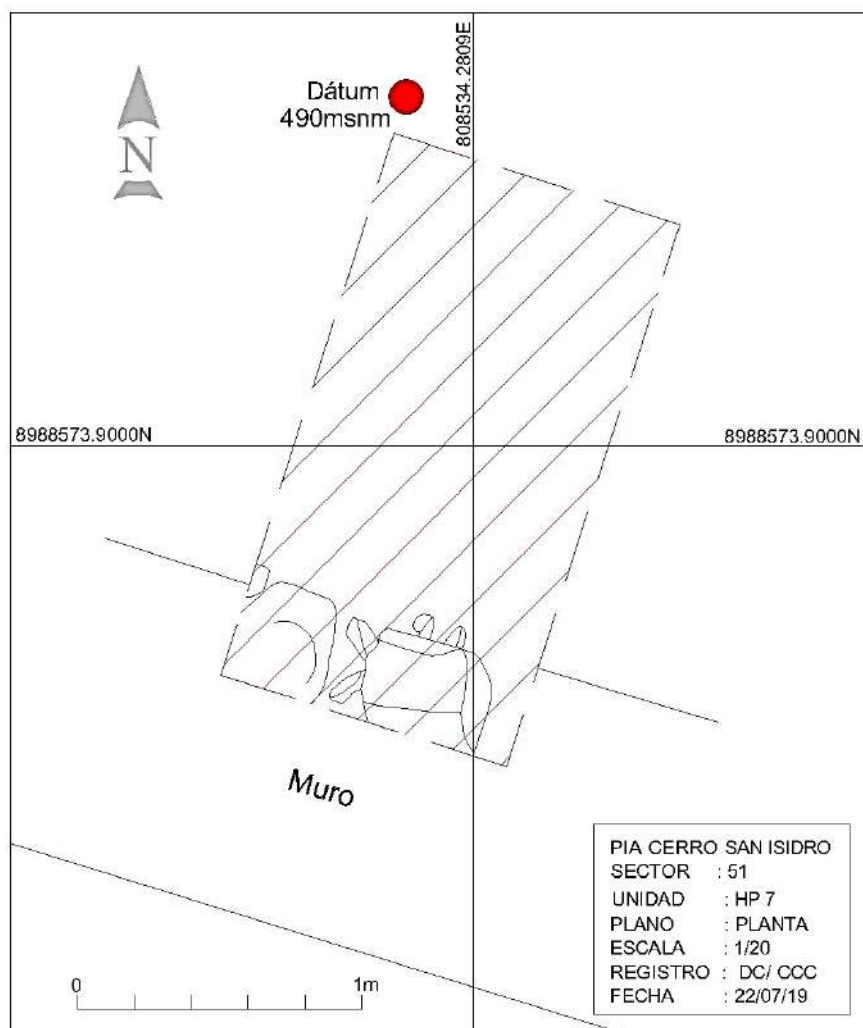 Dátum
490msnm
808534.2809E
N
8988573.9000N
8988573.9000N
Muro
0
1m
PIA CERRO SAN ISIDRO
SECTOR : 51
UNIDAD : HP 7
PLANO : PLANTA
ESCALA : 1/20
REGISTRO : DC/ CCC
FECHA : 22/07/19